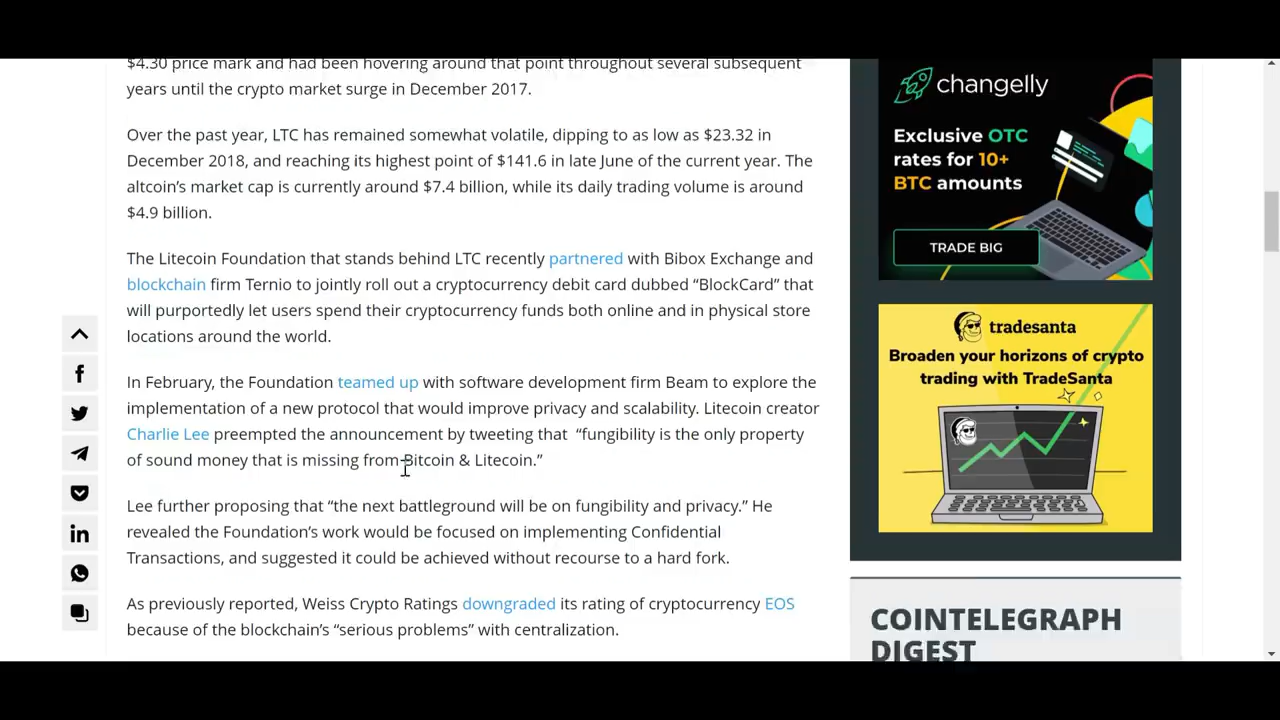 $4.30 price mark and had been hovering around that point throughout several subsequent
years until the crypto market surge in December 2017.
Over the past year, LTC has remained somewhat volatile, dipping to as low as $23.32 in
December 2018, and reaching its highest point of $141.6 in late June of the current year. The
altcoin’s market cap is currently around $7.4 billion, while its daily trading volume is around
$4.9 billion.
The Litecoin Foundation that stands behind LTC recently partnered with Bibox Exchange and
blockchain firm Ternio to jointly roll out a cryptocurrency debit card dubbed “BlockCard” that
will purportedly let users spend their cryptocurrency funds both online and in physical store
locations around the world.
In February, the Foundation teamed up with software development firm Beam to explore the
implementation of a new protocol that would improve privacy and scalability. Litecoin creator
Charlie Lee preempted the announcement by tweeting that “fungibility is the only property
of sound money that is missing from Bitcoin & Litecoin.”
Lee further proposing that “the next battleground will be on fungibility and privacy.” He
revealed the Foundation’s work would be focused on implementing Confidential
Transactions, and suggested it could be achieved without recourse to a hard fork.
As previously reported, Weiss Crypto Ratings downgraded its rating of cryptocurrency EOS
because of the blockchain’s “serious problems” with centralization.
changelly
Exclusive OTC
rates for 10+
BTC amounts
TRADE BIG
tradesanta
Broaden your horizons of crypto
trading with TradeSanta
COINTELEGRAPH
DIGEST